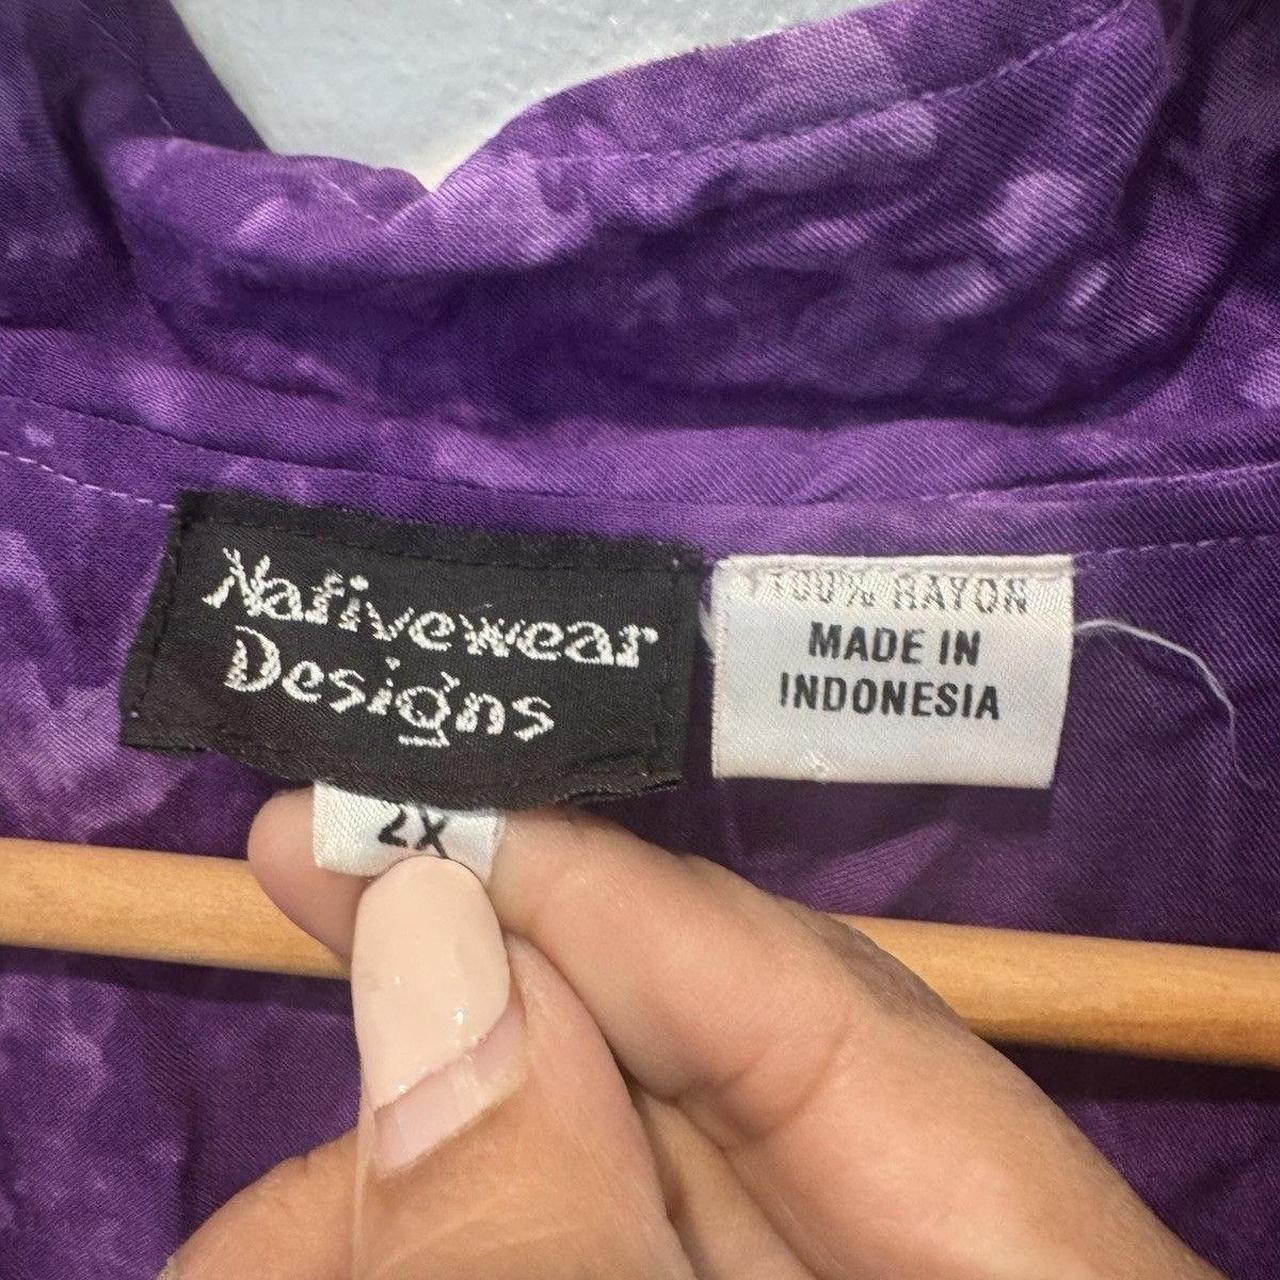 Nativewear
Designs
100% RAYON
MADE IN
INDONESIA
2X